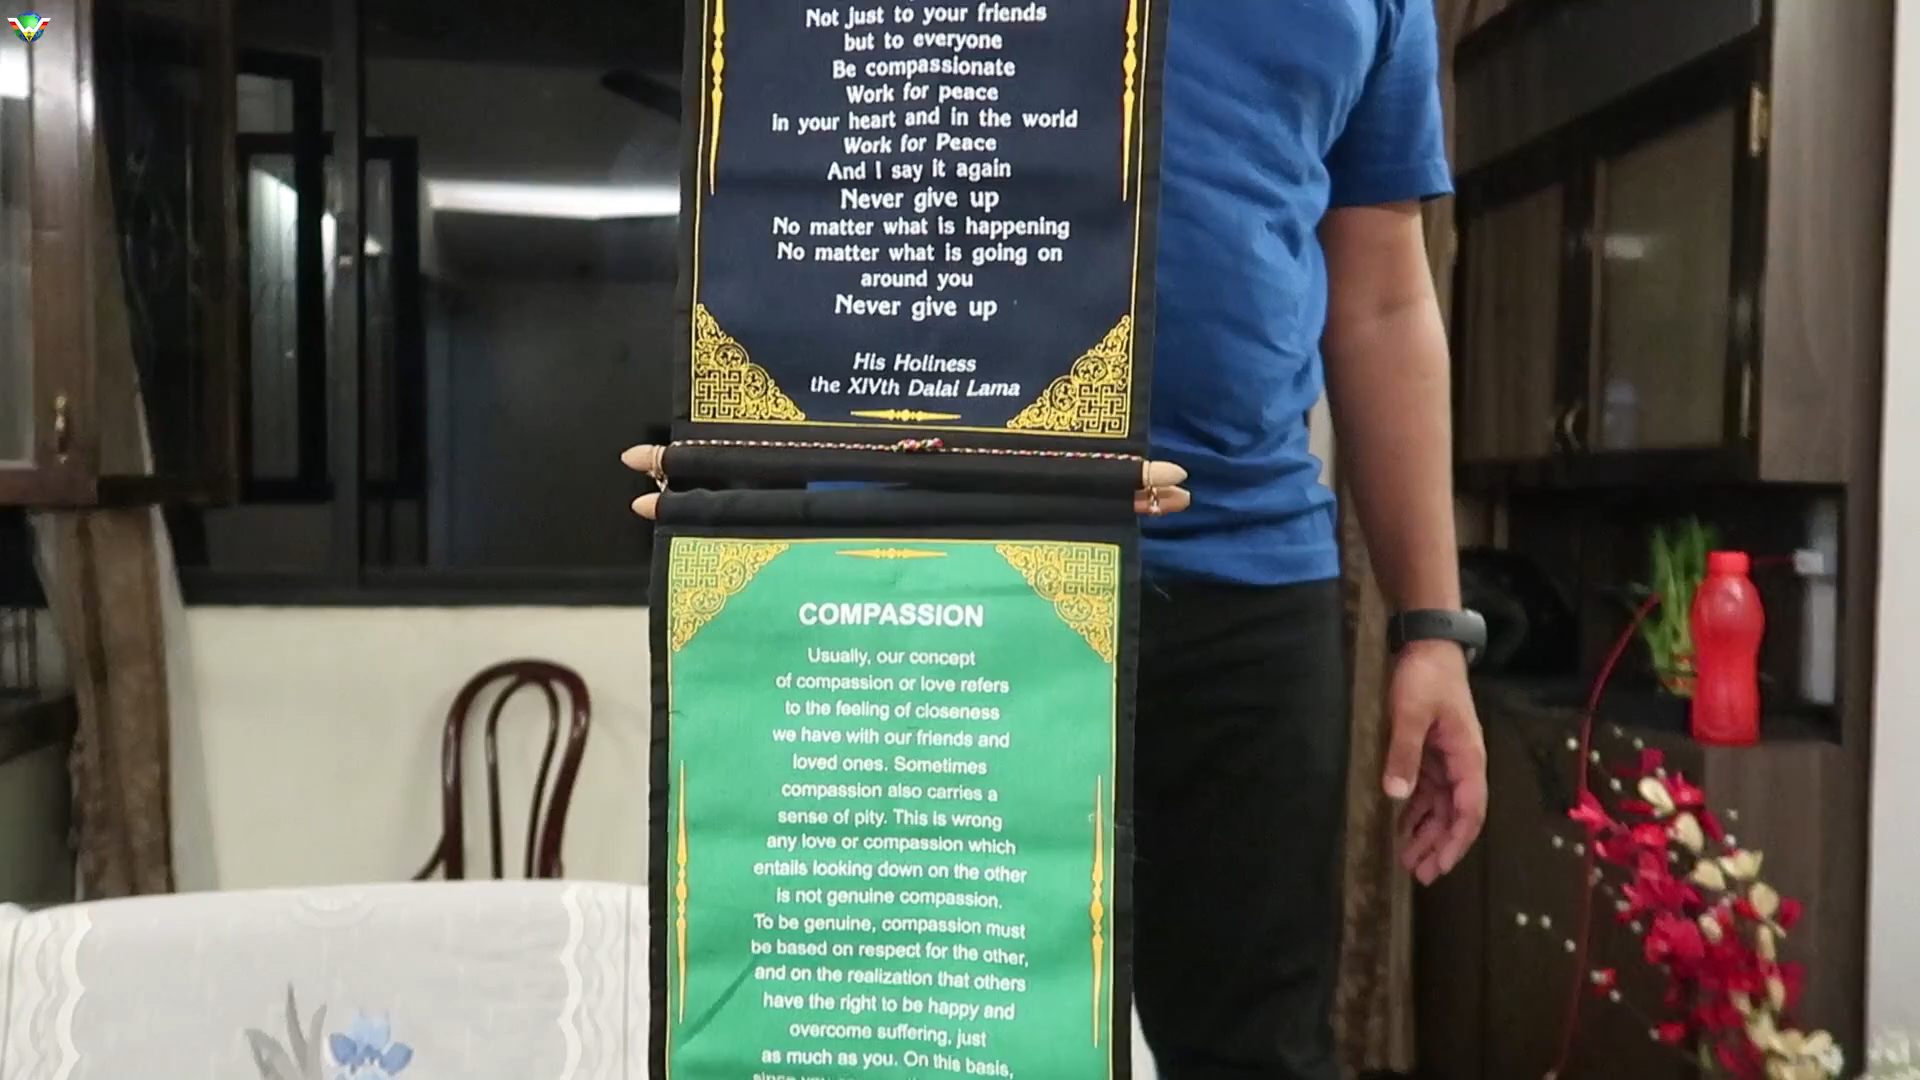 Not just to your friends
but to everyone
Be compassionate
Work for peace
in your heart and in the world
Work for Peace
And I say it again
Never give up
No matter what is happening
No matter what is going on
around you
Never give up
His Holiness
the XIVth Dalai Lama
COMPASSION
Usually, our concept
of compassion or love refers
to the feeling of closeness
we have with our friends and
loved ones. Sometimes
compassion also carries a
sense of pity. This is wrong
any love or compassion which
entails looking down on the other
is not genuine compassion.
To be genuine, compassion must
be based on respect for the other,
and on the realization that others
have the right to be happy and
overcome suffering, just
as much as you. On this basis,